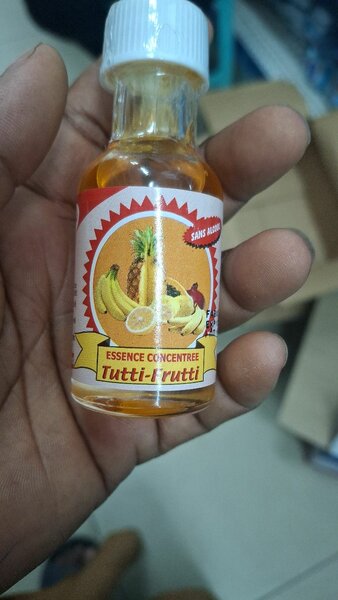 SANS ALCOOL
ESSENCE CONCENTREE
Tutti-Frutti